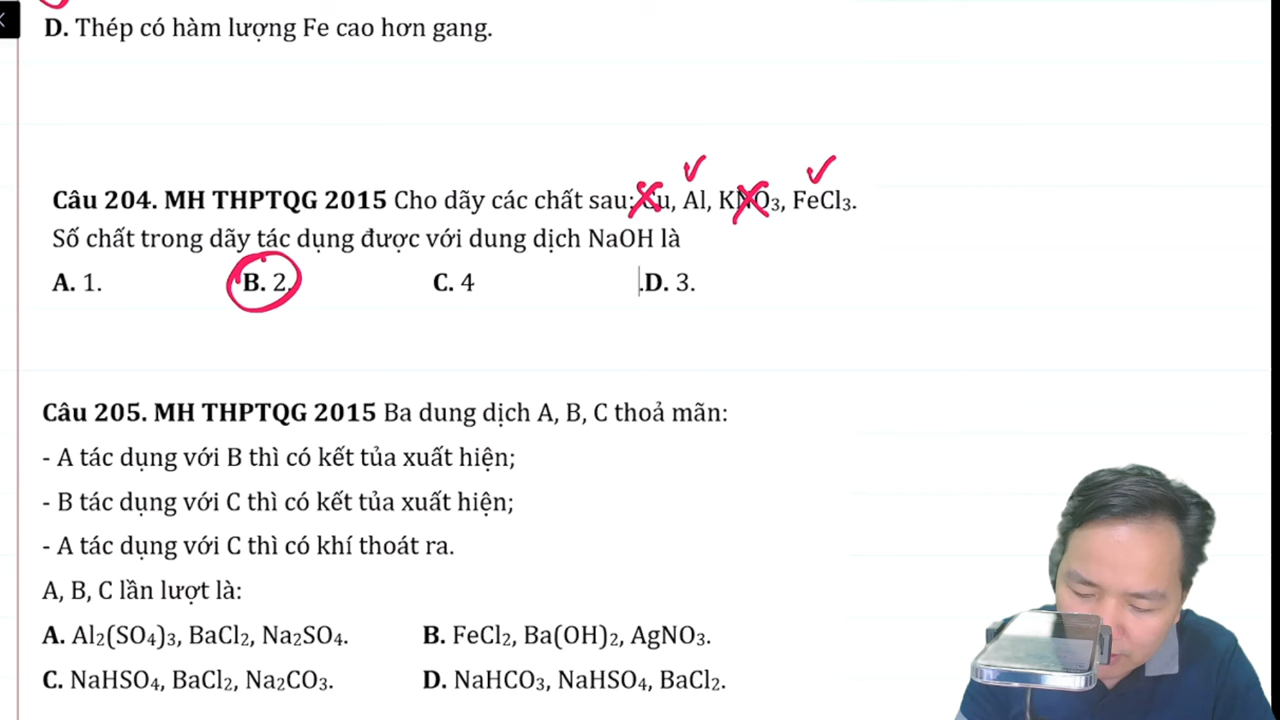 D. Thép có hàm lượng Fe cao hơn gang.
Câu 204. MH THPTQG 2015 Cho dãy các chất sau: Cu, Al, KNO₃, FeCl₃.
Số chất trong dãy tác dụng được với dung dịch NaOH là
A. 1. B. 2. C. 4 .D. 3.
Câu 205. MH THPTQG 2015 Ba dung dịch A, B, C thoả mãn:
- A tác dụng với B thì có kết tủa xuất hiện;
- B tác dụng với C thì có kết tủa xuất hiện;
- A tác dụng với C thì có khí thoát ra.
A, B, C lần lượt là:
A. Al₂(SO₄)₃, BaCl₂, Na₂SO₄. B. FeCl₂, Ba(OH)₂, AgNO₃.
C. NaHSO₄, BaCl₂, Na₂CO₃. D. NaHCO₃, NaHSO₄, BaCl₂.